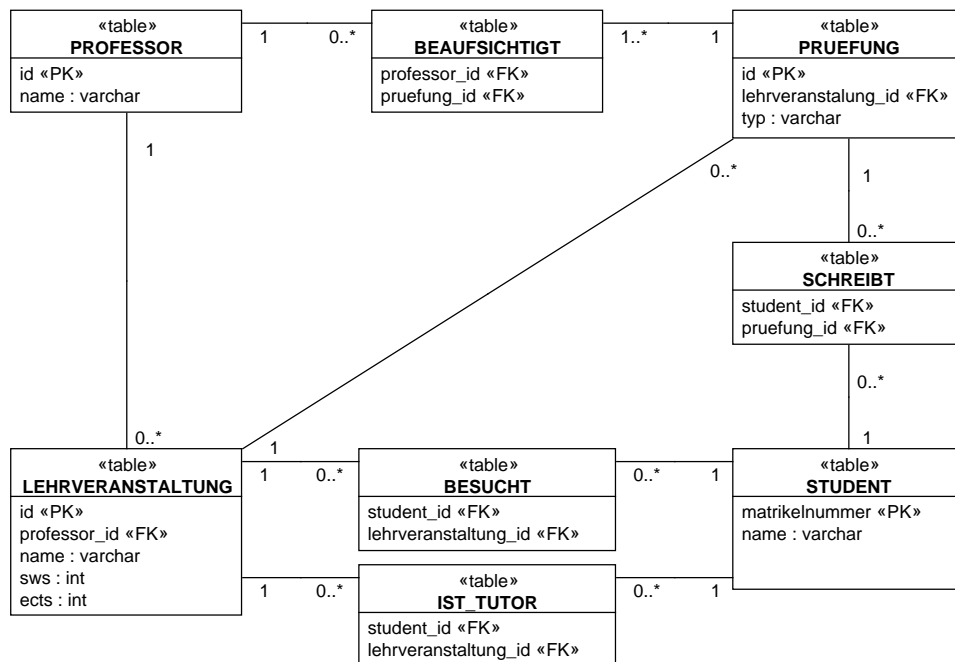 «table»
PROFESSOR
id «PK»
name : varchar
1
0..*
«table»
BEAUFSICHTIGT
professor_id «FK»
pruefung_id «FK»
1..*
1
«table»
PRUEFUNG
id «PK»
lehrveranstalung_id «FK»
typ : varchar
1
0..*
1
0..*
«table»
SCHREIBT
student_id «FK»
pruefung_id «FK»
0..*
1
0..*
1
«table»
LEHRVERANSTALTUNG
id «PK»
professor_id «FK»
name : varchar
sws : int
ects : int
1
0..*
«table»
BESUCHT
student_id «FK»
lehrveranstaltung_id «FK»
0..*
1
«table»
STUDENT
matrikelnummer «PK»
name : varchar
1
0..*
«table»
IST_TUTOR
student_id «FK»
lehrveranstaltung_id «FK»
0..*
1